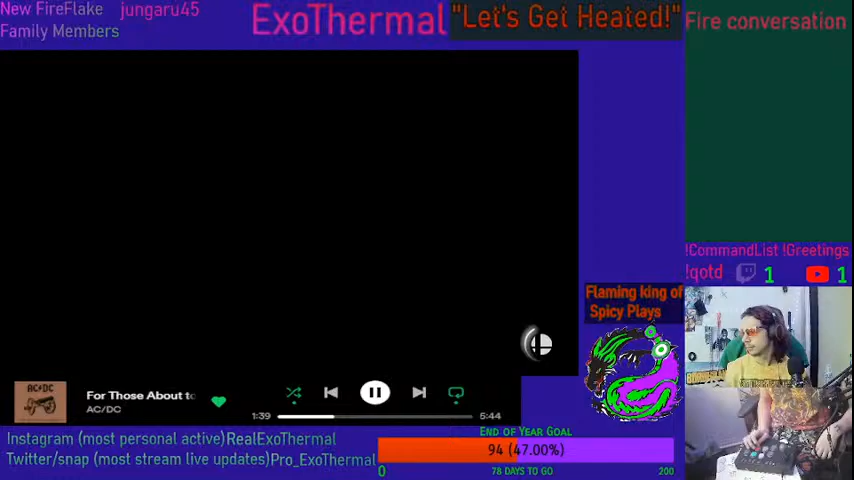 New FireFlake jungaru45
Family Members
ExoThermal
"Let's Get Heated!"
Fire conversation
!CommandList !Greetings
!qotd 1 1
Flaming king of
Spicy Plays
AC/DC
For Those About to
AC/DC
1:39
5:44
Instagram (most personal active)RealExoThermal
Twitter/snap (most stream live updates)Pro_ExoThermal
End of Year Goal
94 (47.00%)
0
78 DAYS TO GO
200